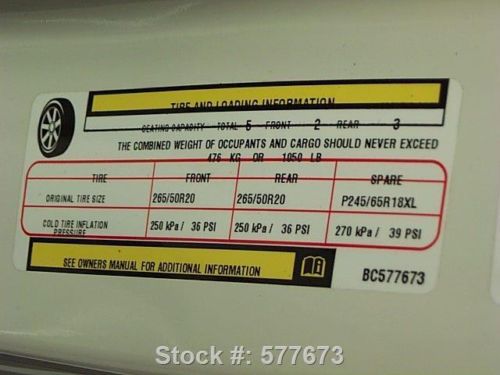 TIRE AND LOADING INFORMATION
SEATING CAPACITY TOTAL 5 FRONT 2 REAR 3
THE COMBINED WEIGHT OF OCCUPANTS AND CARGO SHOULD NEVER EXCEED
476 KG OR 1050 LB
TIRE FRONT REAR SPARE
ORIGINAL TIRE SIZE 265/50R20 265/50R20 P245/65R18XL
COLD TIRE INFLATION PRESSURE 250 kPa / 36 PSI 250 kPa / 36 PSI 270 kPa / 39 PSI
SEE OWNERS MANUAL FOR ADDITIONAL INFORMATION
BC577673
Stock #: 577673